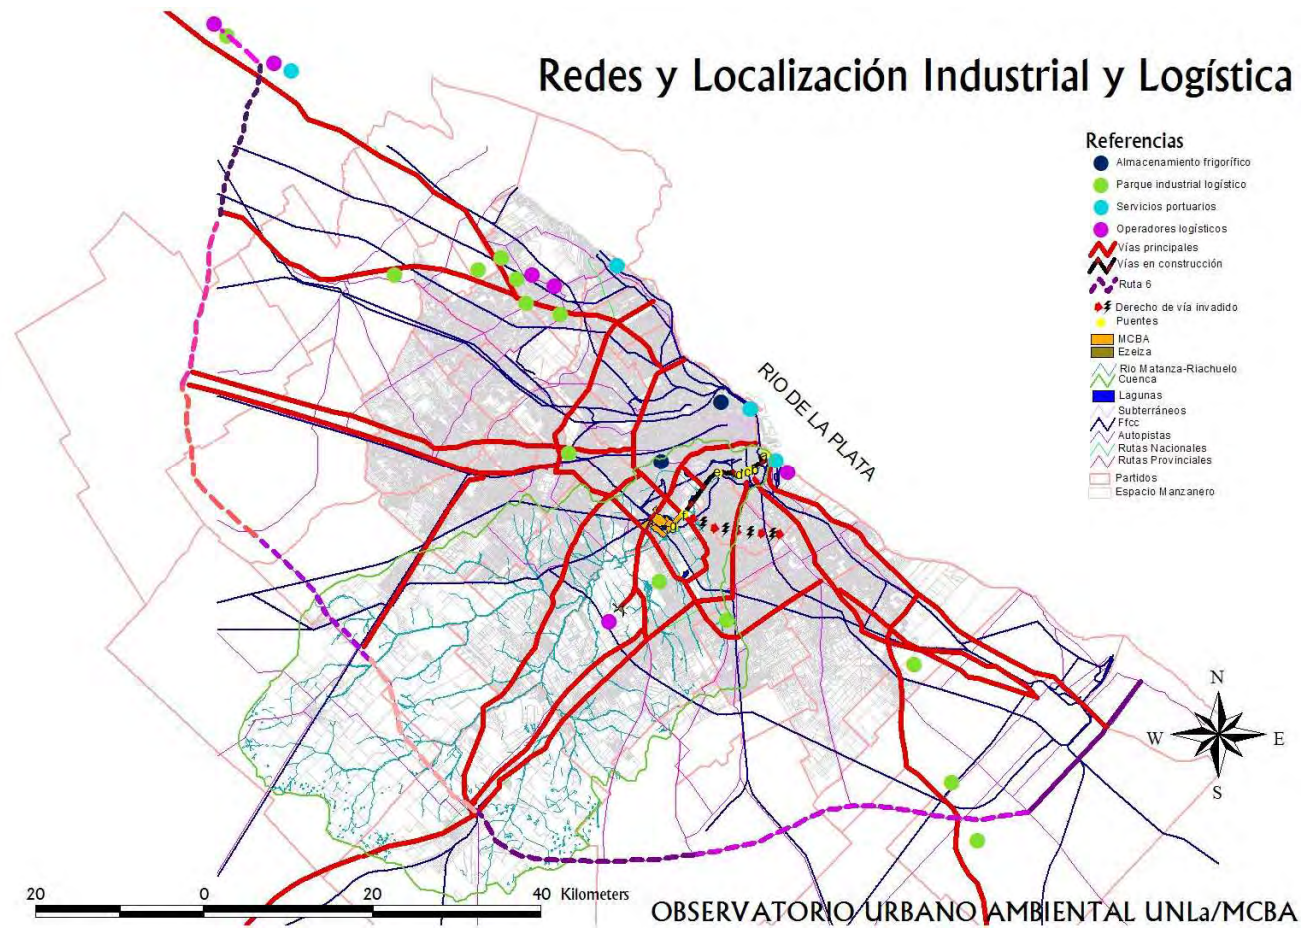 Redes y Localización Industrial y Logística
Referencias
Almacenamiento frigorífico
Parque industrial logístico
Servicios portuarios
Operadores logísticos
Vías principales
Vías en construcción
Ruta 6
Derecho de vía invadido
Puentes
MCBA
Ezeiza
Rio Matanza-Riachuelo
Cuenca
Lagunas
Subterráneos
Ffcc
Autopistas
Rutas Nacionales
Rutas Provinciales
Partidos
Espacio Manzanero
RIO DE LA PLATA
N
W E
S
20 0 20 40 Kilometers
OBSERVATORIO URBANO AMBIENTAL UNLa/MCBA